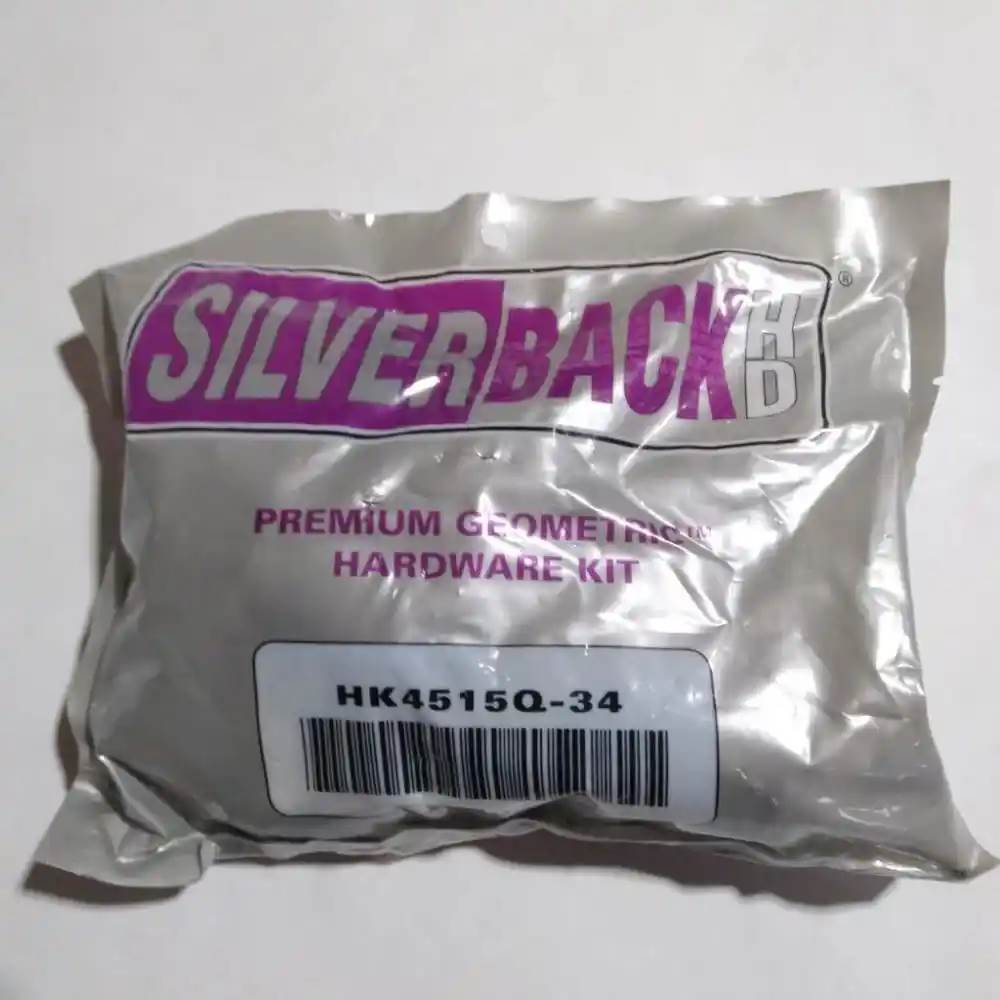 SILVERBACK HD®
PREMIUM GEOMETRIC™
HARDWARE KIT
HK4515Q-34